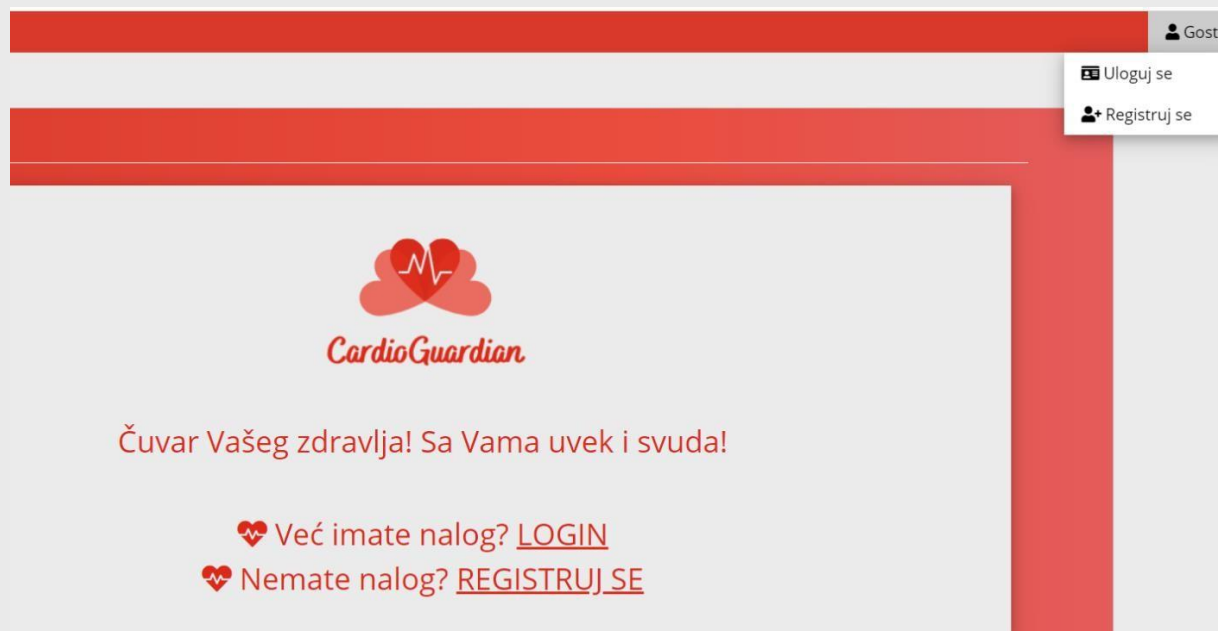 Gost
Uloguj se
Registruj se
CardioGuardian
Čuvar Vašeg zdravlja! Sa Vama uvek i svuda!
Već imate nalog? LOGIN
Nemate nalog? REGISTRUJ SE